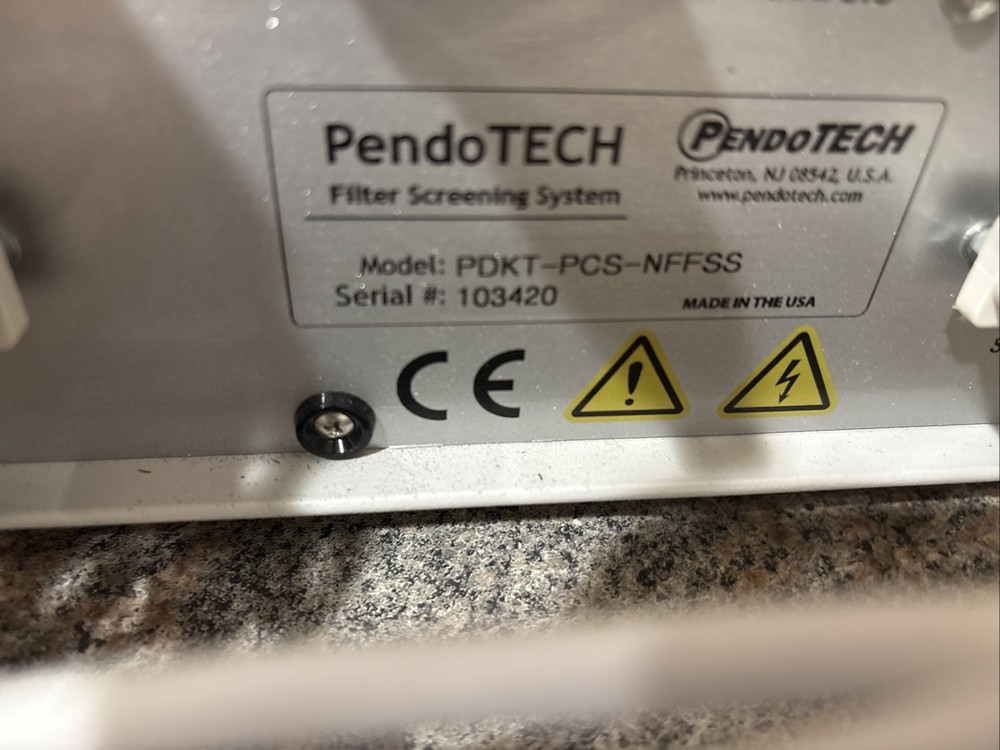 PendoTECH
Filter Screening System
PENDOTECH
Princeton, NJ 08542, U.S.A.
www.pendotech.com
Model: PDKT-PCS-NFFSS
Serial #: 103420
MADE IN THE USA
CE